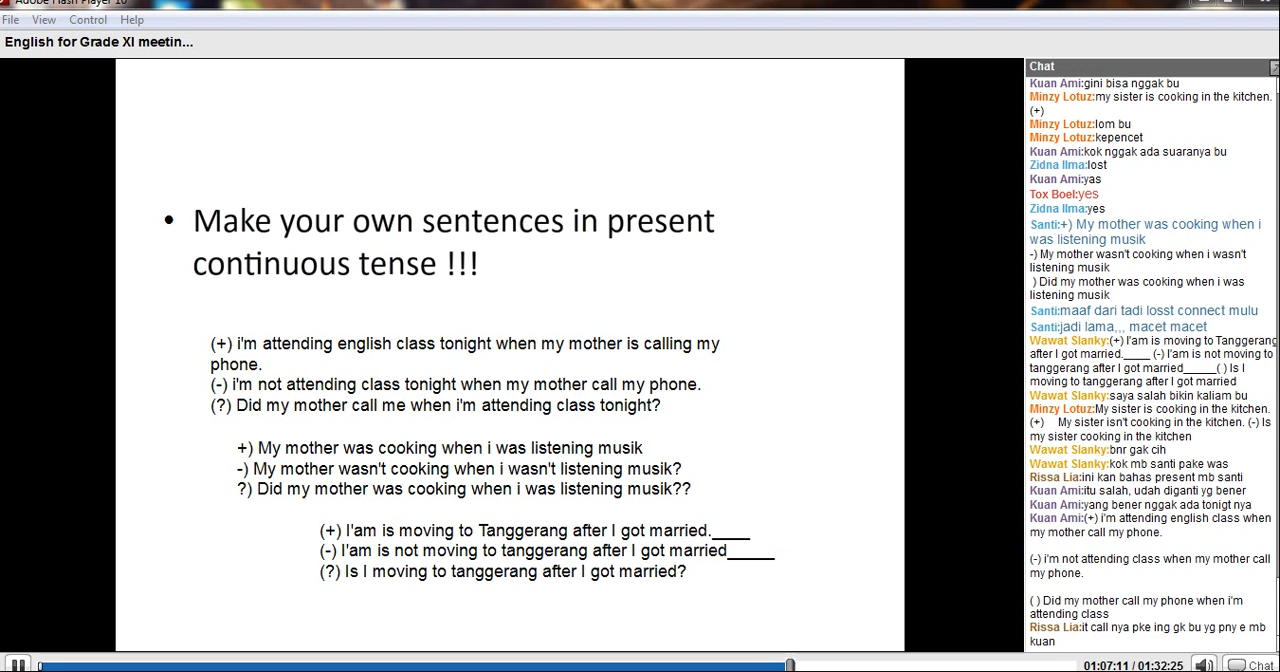 Adobe Flash Player 10
File View Control Help
English for Grade XI meetin...
• Make your own sentences in present
continuous tense !!!
(+) i'm attending english class tonight when my mother is calling my
phone.
(-) i'm not attending class tonight when my mother call my phone.
(?) Did my mother call me when i'm attending class tonight?
+) My mother was cooking when i was listening musik
-) My mother wasn't cooking when i wasn't listening musik?
?) Did my mother was cooking when i was listening musik??
(+) I'am is moving to Tanggerang after I got married.____
(-) I'am is not moving to tanggerang after I got married_____
(?) Is I moving to tanggerang after I got married?
Chat
Kuan Ami:gini bisa nggak bu
Minzy Lotuz:my sister is cooking in the kitchen.
(+)
Minzy Lotuz:lom bu
Minzy Lotuz:kepencet
Kuan Ami:kok nggak ada suaranya bu
Zidna Ilma:lost
Kuan Ami:yas
Tox Boel:yes
Zidna Ilma:yes
Santi:+) My mother was cooking when i
was listening musik
-) My mother wasn't cooking when i wasn't
listening musik
) Did my mother was cooking when i was
listening musik
Santi:maaf dari tadi losst connect mulu
Santi:jadi lama,,, macet macet
Wawat Slanky:(+) I'am is moving to Tanggerang
after I got married.____ (-) I'am is not moving to
tanggerang after I got married_____( ) Is I
moving to tanggerang after I got married
Wawat Slanky:saya salah bikin kaliam bu
Minzy Lotuz:My sister is cooking in the kitchen.
(+) My sister isn't cooking in the kitchen. (-) Is
my sister cooking in the kitchen
Wawat Slanky:bnr gak cih
Wawat Slanky:kok mb santi pake was
Rissa Lia:ini kan bahas present mb santi
Kuan Ami:itu salah, udah diganti yg bener
Kuan Ami:yang bener nggak ada tonigt nya
Kuan Ami:(+) i'm attending english class when
my mother call my phone.
(-) i'm not attending class when my mother call
my phone.
( ) Did my mother call my phone when i'm
attending class
Rissa Lia:it call nya pke ing gk bu yg pny e mb
kuan
01:07:11 / 01:32:25
Chat